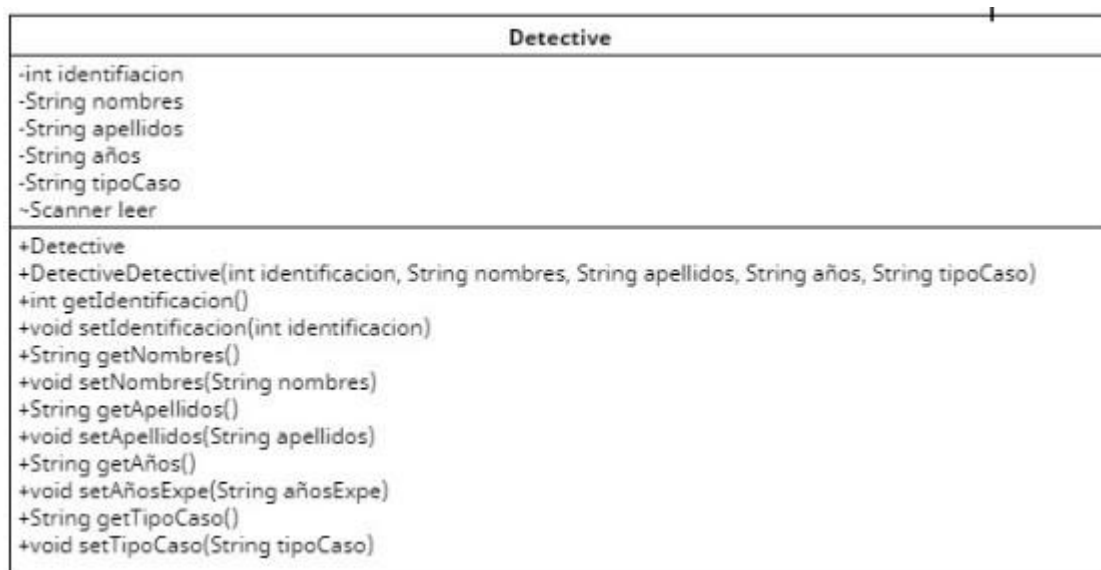 Detective
-int identifiacion
-String nombres
-String apellidos
-String años
-String tipoCaso
~Scanner leer
+Detective
+DetectiveDetective(int identificacion, String nombres, String apellidos, String años, String tipoCaso)
+int getIdentificacion()
+void setIdentificacion(int identificacion)
+String getNombres()
+void setNombres(String nombres)
+String getApellidos()
+void setApellidos(String apellidos)
+String getAños()
+void setAñosExpe(String añosExpe)
+String getTipoCaso()
+void setTipoCaso(String tipoCaso)